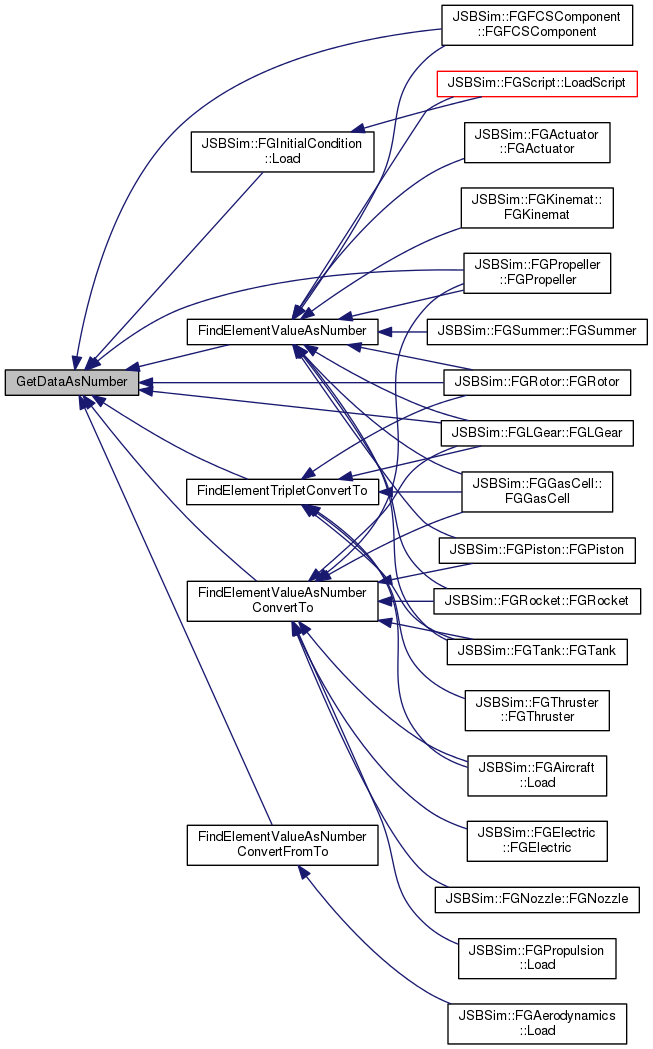 JSBSim::FGFCSComponent
::FGFCSComponent
JSBSim::FGScript::LoadScript
JSBSim::FGInitialCondition
::Load
JSBSim::FGActuator
::FGActuator
JSBSim::FGKinemat::
FGKinemat
JSBSim::FGPropeller
::FGPropeller
FindElementValueAsNumber
JSBSim::FGSummer::FGSummer
GetDataAsNumber
JSBSim::FGRotor::FGRotor
JSBSim::FGLGear::FGLGear
FindElementTripletConvertTo
JSBSim::FGGasCell::
FGGasCell
JSBSim::FGPiston::FGPiston
FindElementValueAsNumber
ConvertTo
JSBSim::FGRocket::FGRocket
JSBSim::FGTank::FGTank
JSBSim::FGThruster
::FGThruster
JSBSim::FGAircraft
::Load
FindElementValueAsNumber
ConvertFromTo
JSBSim::FGElectric
::FGElectric
JSBSim::FGNozzle::FGNozzle
JSBSim::FGPropulsion
::Load
JSBSim::FGAerodynamics
::Load